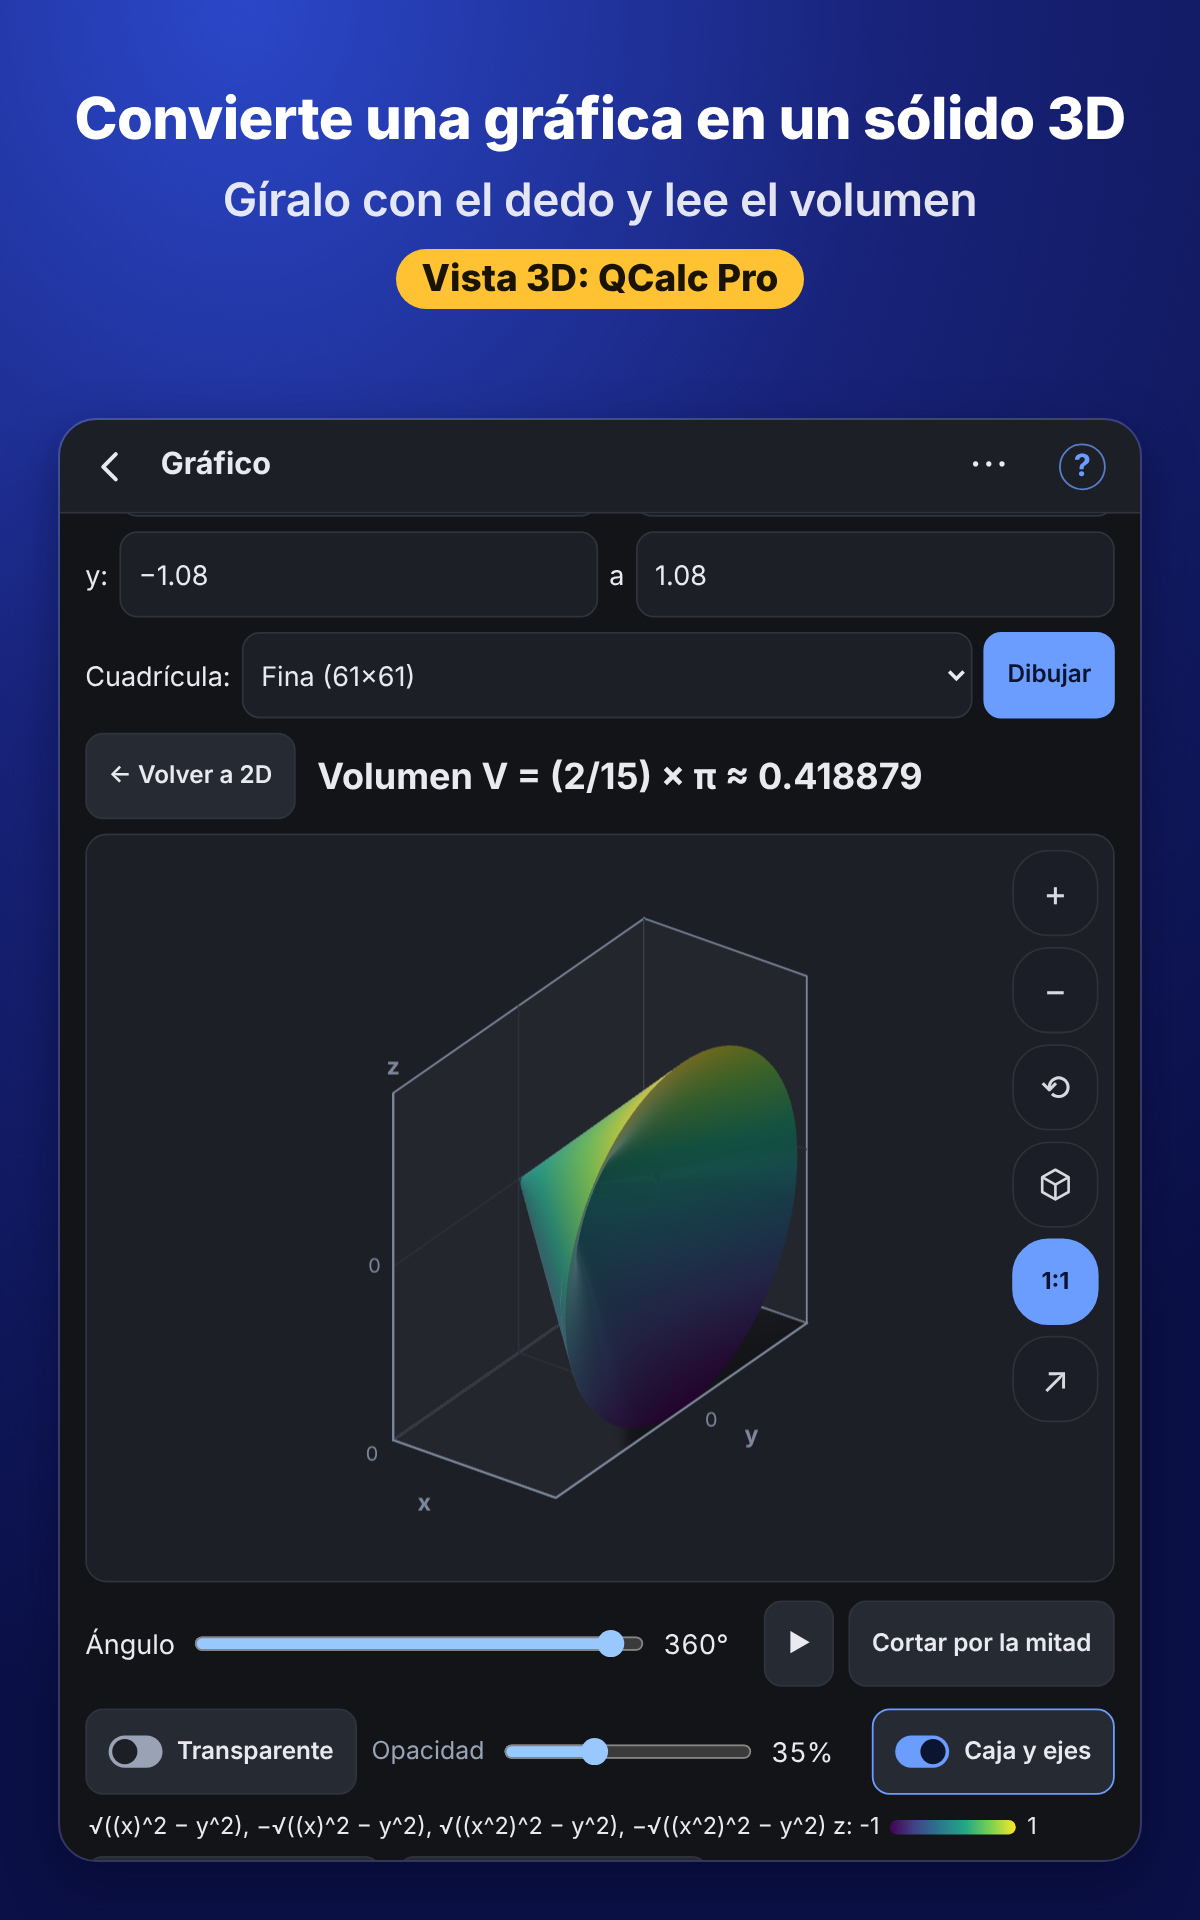 Convierte una gráfica en un sólido 3D
Gíralo con el dedo y lee el volumen
Vista 3D: QCalc Pro
Gráfico
?
y: −1.08 a 1.08
Cuadrícula: Fina (61×61) Dibujar
← Volver a 2D Volumen V = (2/15) × π ≈ 0.418879
+
−
1:1
z
0
0
x
0
y
Ángulo 360° Cortar por la mitad
Transparente Opacidad 35% Caja y ejes
√((x)^2 − y^2), −√((x)^2 − y^2), √((x^2)^2 − y^2), −√((x^2)^2 − y^2) z: -1 1